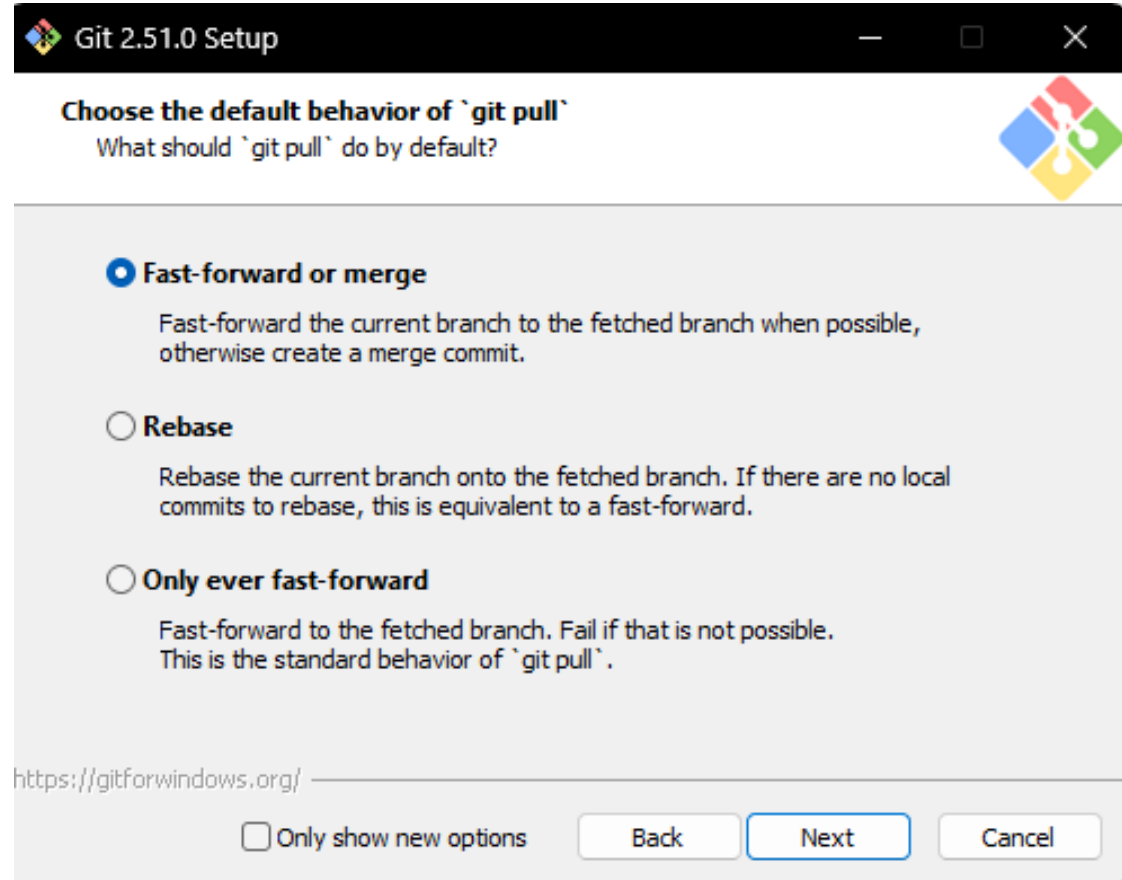 Git 2.51.0 Setup
Choose the default behavior of `git pull`
What should `git pull` do by default?
Fast-forward or merge
Fast-forward the current branch to the fetched branch when possible,
otherwise create a merge commit.
Rebase
Rebase the current branch onto the fetched branch. If there are no local
commits to rebase, this is equivalent to a fast-forward.
Only ever fast-forward
Fast-forward to the fetched branch. Fail if that is not possible.
This is the standard behavior of `git pull`.
https://gitforwindows.org/
Only show new options
Back
Next
Cancel